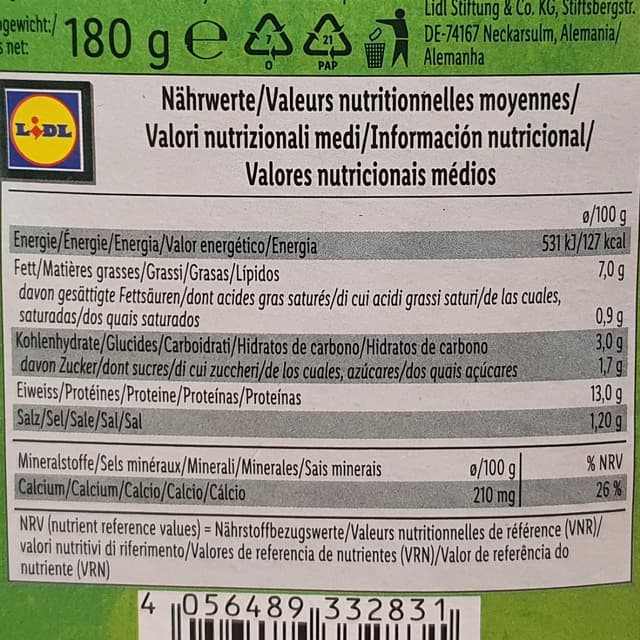 Lidl Stiftung & Co. KG, Stiftsbergstr.
DE-74167 Neckarsulm, Alemania/
Alemanha
net:
180 g e
7
O
21
PAP
LIDL
Nährwerte/Valeurs nutritionnelles moyennes/
Valori nutrizionali medi/Información nutricional/
Valores nutricionais médios
ø/100 g
Energie/Énergie/Energia/Valor energético/Energia 531 kJ/127 kcal
Fett/Matières grasses/Grassi/Grasas/Lípidos 7,0 g
davon gesättigte Fettsäuren/dont acides gras saturés/di cui acidi grassi saturi/de las cuales,
saturadas/dos quais saturados 0,9 g
Kohlenhydrate/Glucides/Carboidrati/Hidratos de carbono/Hidratos de carbono 3,0 g
davon Zucker/dont sucres/di cui zuccheri/de los cuales, azúcares/dos quais açúcares 1,7 g
Eiweiss/Protéines/Proteine/Proteínas/Proteínas 13,0 g
Salz/Sel/Sale/Sal/Sal 1,20 g
Mineralstoffe/Sels minéraux/Minerali/Minerales/Sais minerais ø/100 g % NRV
Calcium/Calcium/Calcio/Calcio/Cálcio 210 mg 26 %
NRV (nutrient reference values) = Nährstoffbezugswerte/Valeurs nutritionnelles de référence (VNR)/
valori nutritivi di riferimento/Valores de referencia de nutrientes (VRN)/Valor de referência do
nutriente (VRN)
4 056489 332831